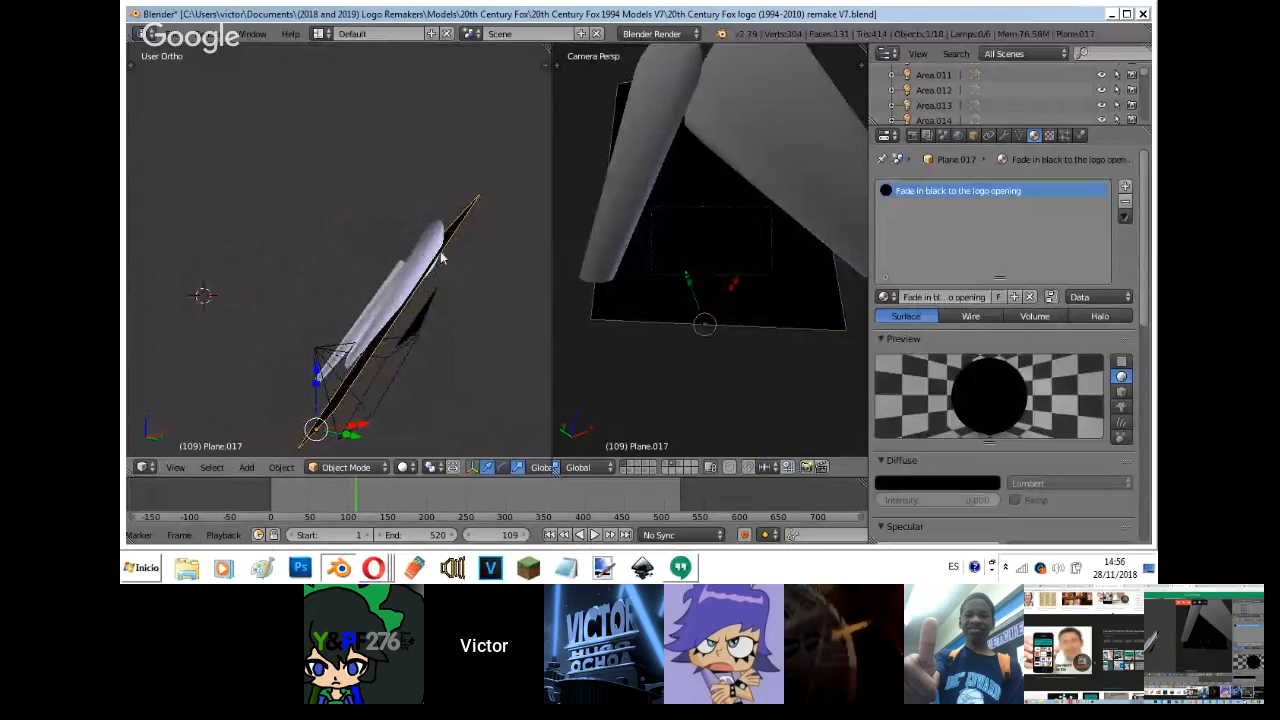 Blender* [C:\Users\victor\Documents\(2018 and 2019) Logo Remakers\Models\20th Century Fox\20th Century Fox 1994 Models V7\20th Century Fox logo (1994-2010) remake V7.blend]
Google
Window Help Default Scene Blender Render v2.79 | Verts:304 | Faces:131 | Tris:414 | Objects:1/18 | Lamps:0/6 | Mem:76.58M | Plane.017
User Ortho
Camera Persp
View Search All Scenes
Area.011
Area.012
Area.013
Area.014
Plane.017 Fade in black to the logo open...
Fade in black to the logo opening
Fade in bl...o opening F Data
Surface Wire Volume Halo
Preview
(109) Plane.017
(109) Plane.017
Diffuse
View Select Add Object Object Mode Global Global
Lambert
Intensity: 0.800 Ramp
-150 -100 -50 0 50 100 150 200 250 300 350 400 450 500 550 600 650 700
Specular
Marker Frame Playback Start: 1 End: 520 109 No Sync
Inicio Ps V ES 14:56
28/11/2018
Y&P 276
Victor
VICTOR
HUGO
OCHOA